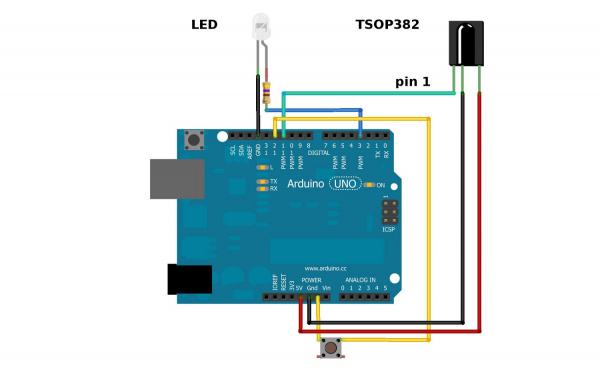 LED
TSOP382
pin 1
SCL
SDA
AREF
GND
13
12
PWM 11
PWM 10
PWM 9
8
DIGITAL
7
PWM 6
PWM 5
4
PWM 3
2
TX 1
RX 0
L
TX
RX
Arduino UNO
ON
1
ICSP
www.arduino.cc
POWER
ANALOG IN
IOREF
RESET
3V3
5V
Gnd
Vin
0 1 2 3 4 5